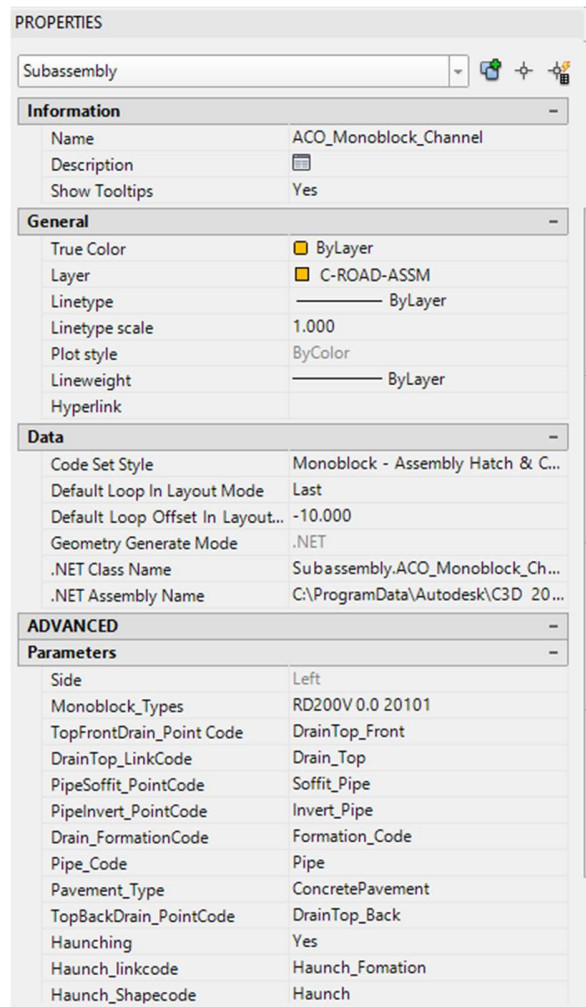 PROPERTIES
Subassembly
Information
Name ACO_Monoblock_Channel
Description
Show Tooltips Yes
General
True Color ByLayer
Layer C-ROAD-ASSM
Linetype ByLayer
Linetype scale 1.000
Plot style ByColor
Lineweight ByLayer
Hyperlink
Data
Code Set Style Monoblock - Assembly Hatch & C...
Default Loop In Layout Mode Last
Default Loop Offset In Layout... -10.000
Geometry Generate Mode .NET
.NET Class Name Subassembly.ACO_Monoblock_Ch...
.NET Assembly Name C:\ProgramData\Autodesk\C3D 20...
ADVANCED
Parameters
Side Left
Monoblock_Types RD200V 0.0 20101
TopFrontDrain_Point Code DrainTop_Front
DrainTop_LinkCode Drain_Top
PipeSoffit_PointCode Soffit_Pipe
PipeInvert_PointCode Invert_Pipe
Drain_FormationCode Formation_Code
Pipe_Code Pipe
Pavement_Type ConcretePavement
TopBackDrain_PointCode DrainTop_Back
Haunching Yes
Haunch_linkcode Haunch_Fomation
Haunch_Shapecode Haunch